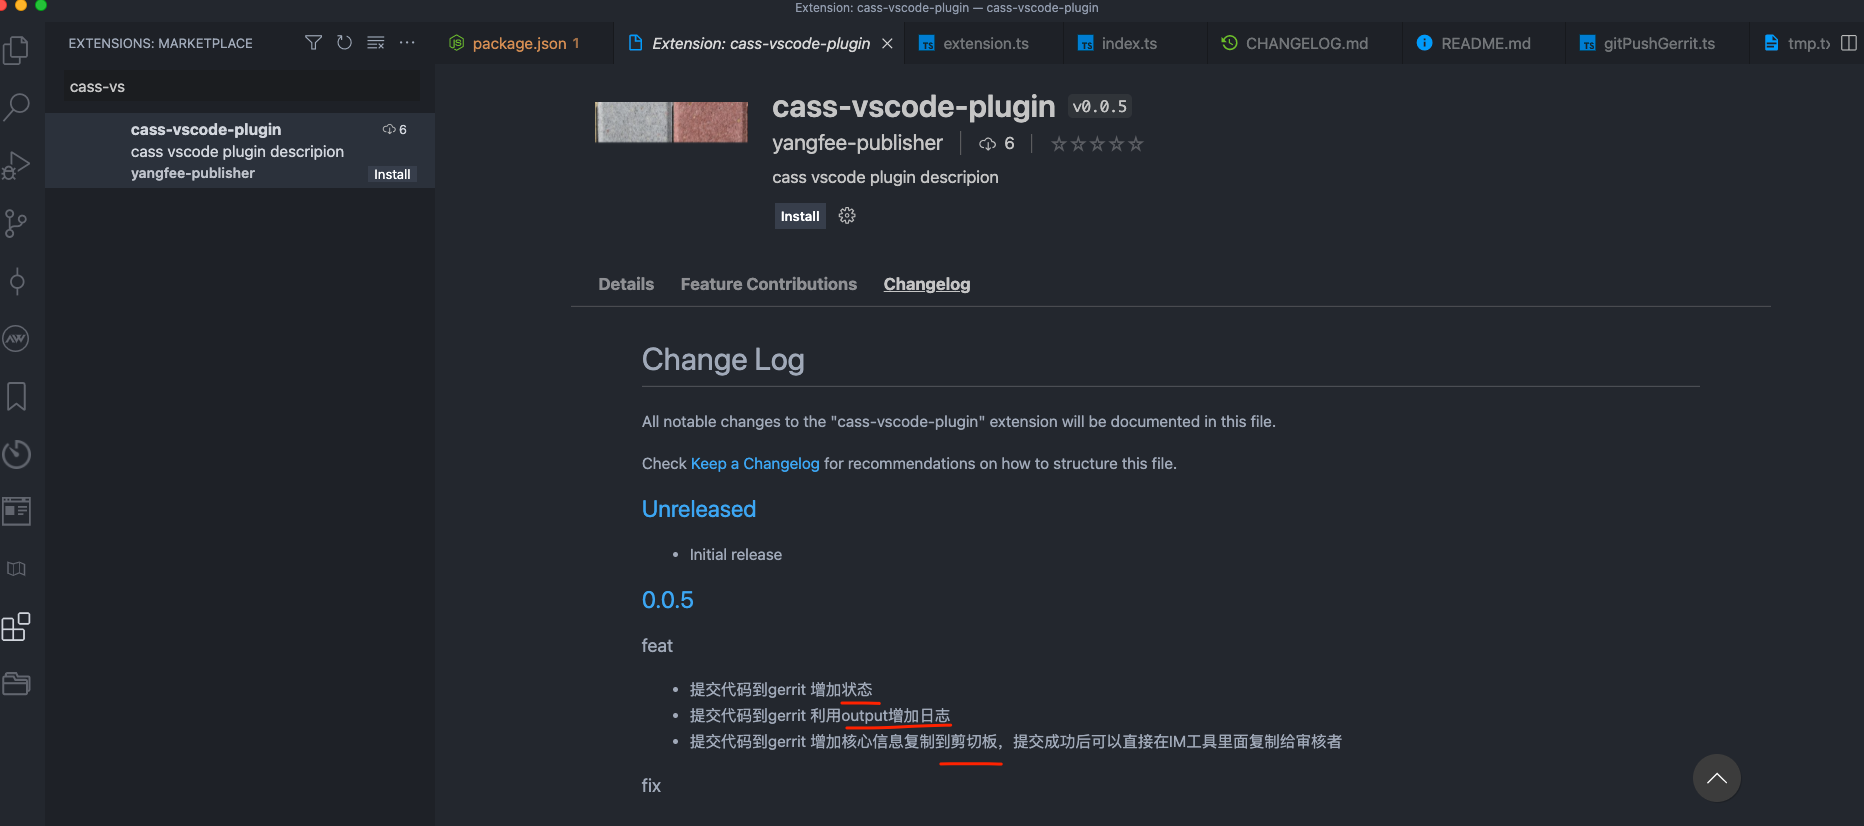 Extension: cass-vscode-plugin — cass-vscode-plugin
EXTENSIONS: MARKETPLACE
package.json 1
Extension: cass-vscode-plugin
extension.ts
index.ts
CHANGELOG.md
README.md
gitPushGerrit.ts
tmp.tx
cass-vs
cass-vscode-plugin 6
cass vscode plugin descripion
yangfee-publisher Install
cass-vscode-plugin v0.0.5
yangfee-publisher 6
cass vscode plugin descripion
Install
Details Feature Contributions Changelog
Change Log
All notable changes to the "cass-vscode-plugin" extension will be documented in this file.
Check Keep a Changelog for recommendations on how to structure this file.
Unreleased
• Initial release
0.0.5
feat
• 提交代码到gerrit 增加状态
• 提交代码到gerrit 利用output增加日志
• 提交代码到gerrit 增加核心信息复制到剪切板，提交成功后可以直接在IM工具里面复制给审核者
fix